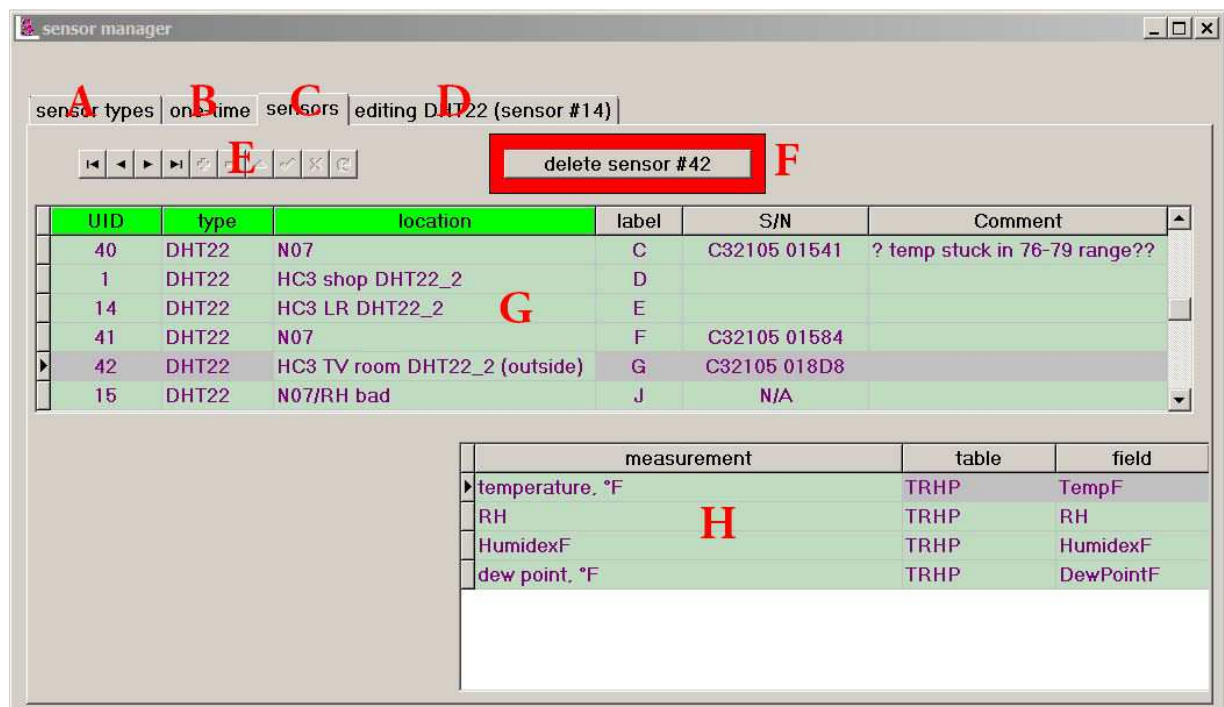 sensor manager
A B C D
sensor types one-time sensors editing DHT22 (sensor #14)
E delete sensor #42 F
UID type location label S/N Comment
40 DHT22 N07 C C32105 01541 ? temp stuck in 76-79 range??
1 DHT22 HC3 shop DHT22_2 D
14 DHT22 HC3 LR DHT22_2 E
G
41 DHT22 N07 F C32105 01584
42 DHT22 HC3 TV room DHT22_2 (outside) G C32105 018D8
15 DHT22 N07/RH bad J N/A
measurement table field
temperature, °F TRHP TempF
RH TRHP RH
H
HumidexF TRHP HumidexF
dew point, °F TRHP DewPointF